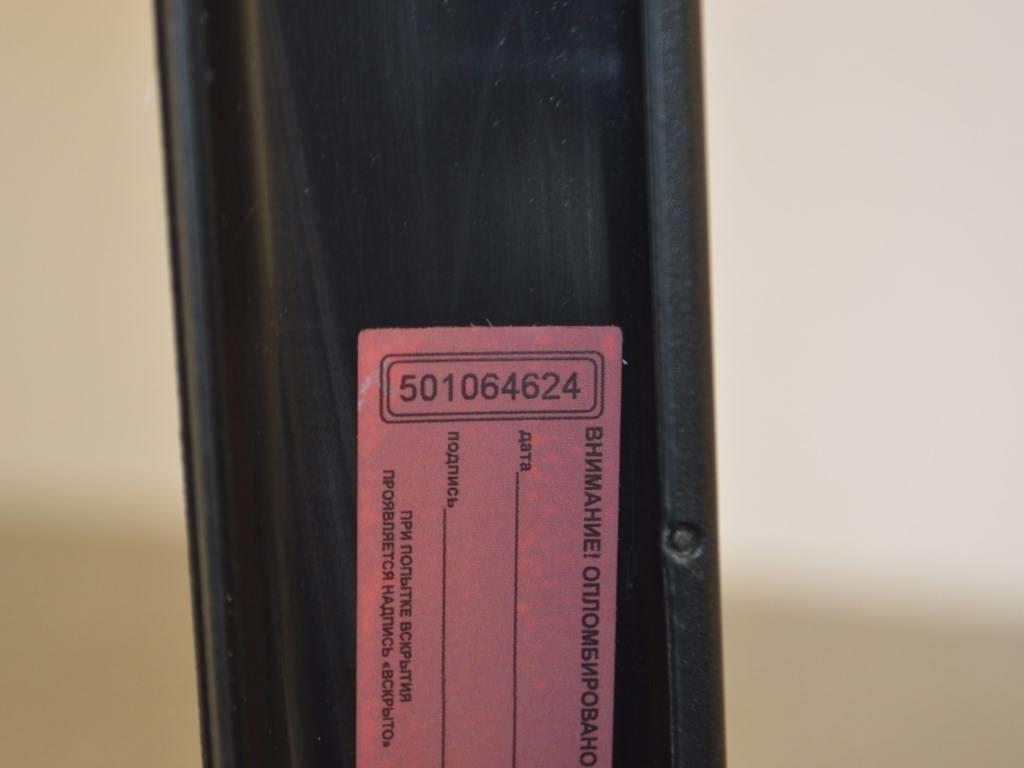 501064624
ВНИМАНИЕ! ОПЛОМБИРОВАНО
дата
подпись
ПРИ ПОПЫТКЕ ВСКРЫТИЯ
ПРОЯВЛЯЕТСЯ НАДПИСЬ «ВСКРЫТО»